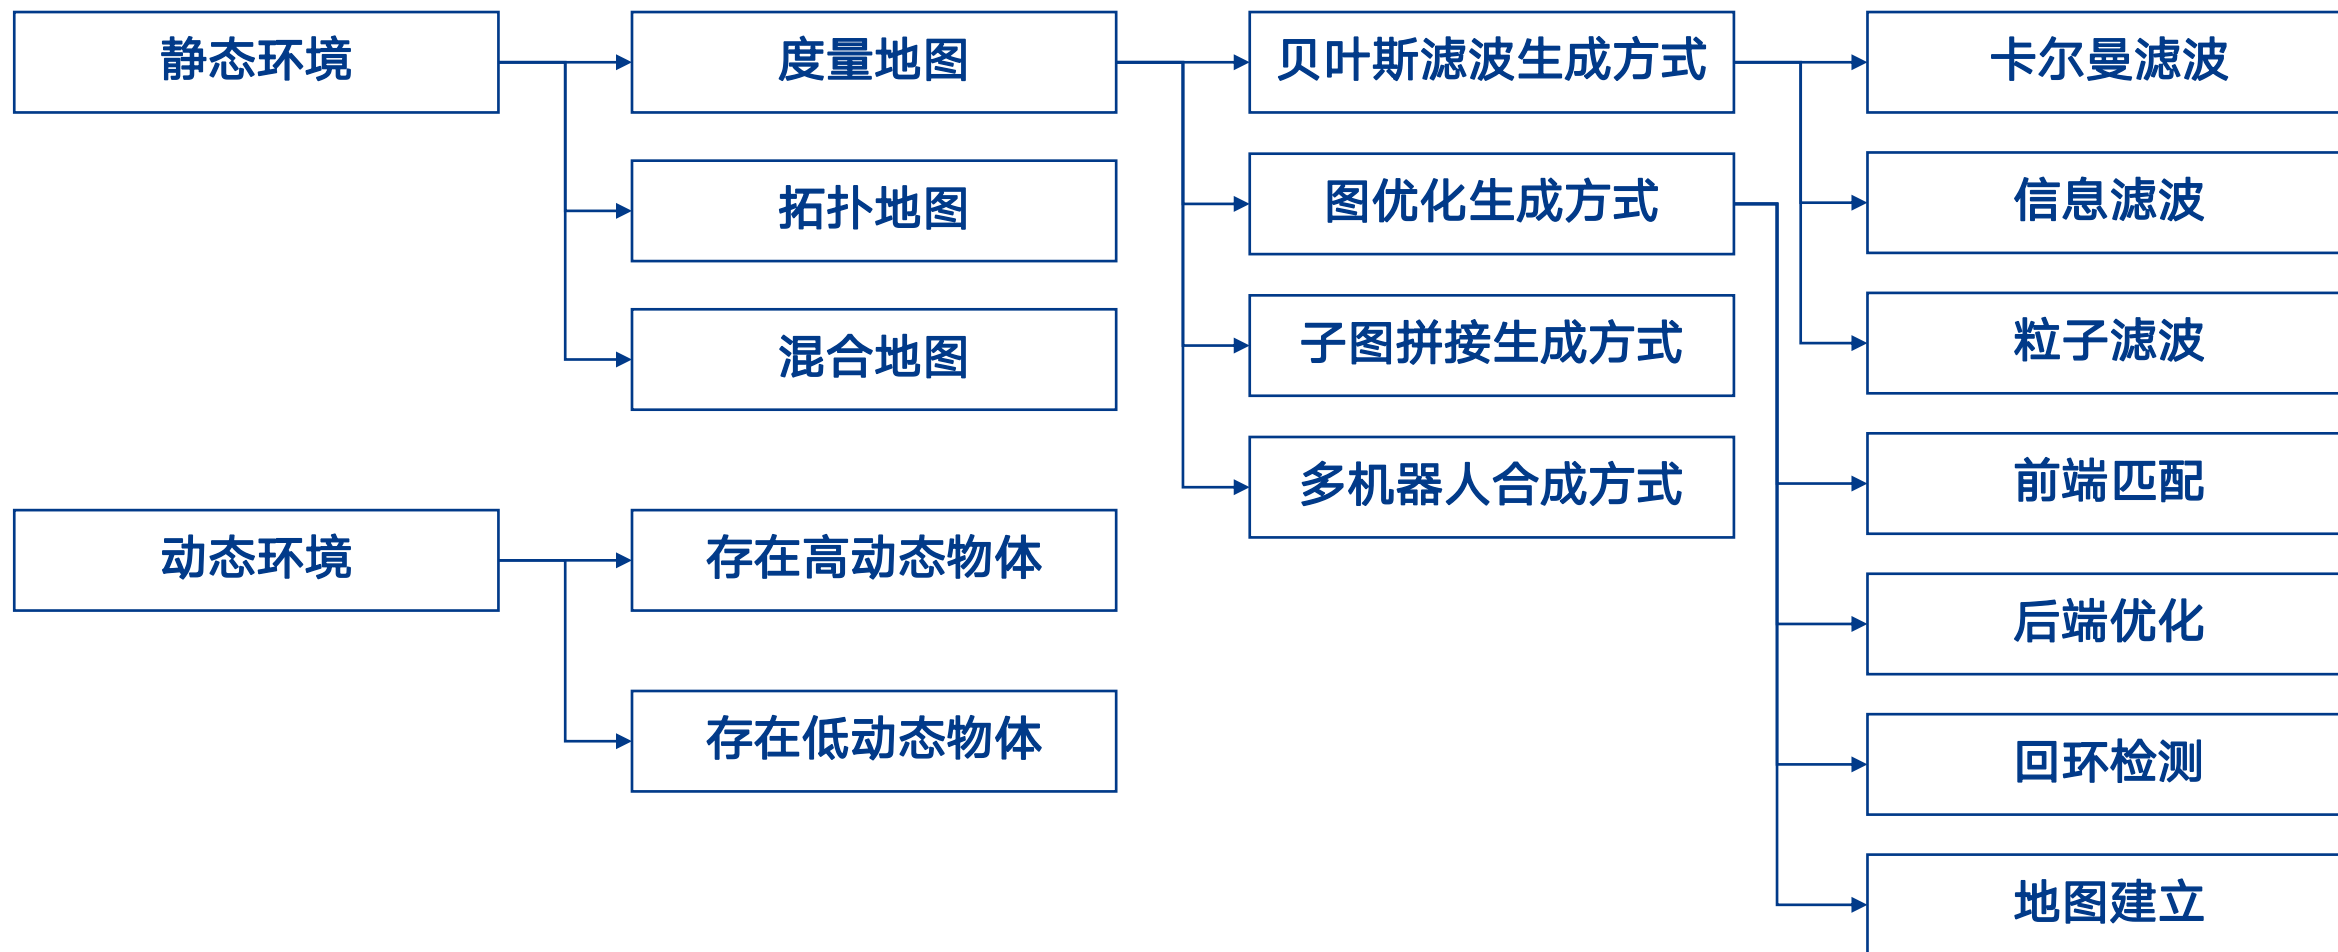 静态环境
度量地图
贝叶斯滤波生成方式
卡尔曼滤波
拓扑地图
图优化生成方式
信息滤波
混合地图
子图拼接生成方式
粒子滤波
多机器人合成方式
前端匹配
动态环境
存在高动态物体
后端优化
存在低动态物体
回环检测
地图建立